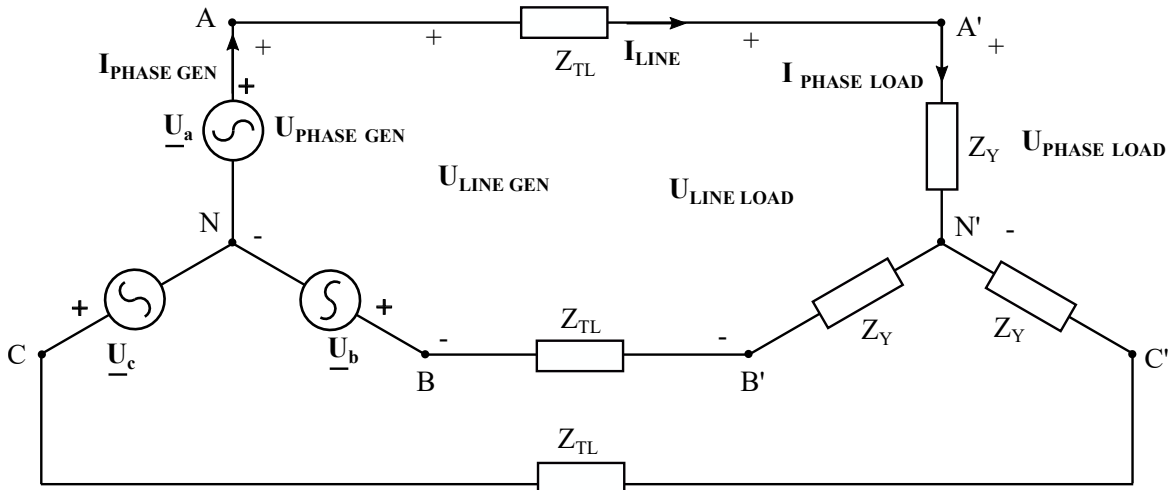 A
+
+
Z_TL
I_LINE
+
A'
+
I_PHASE GEN
+
I_PHASE LOAD
U_a
U_PHASE GEN
Z_Y
U_PHASE LOAD
U_LINE GEN
U_LINE LOAD
N
-
N'
-
+
+
Z_TL
Z_Y
Z_Y
C
U_c
U_b
-
B
-
B'
C'
Z_TL